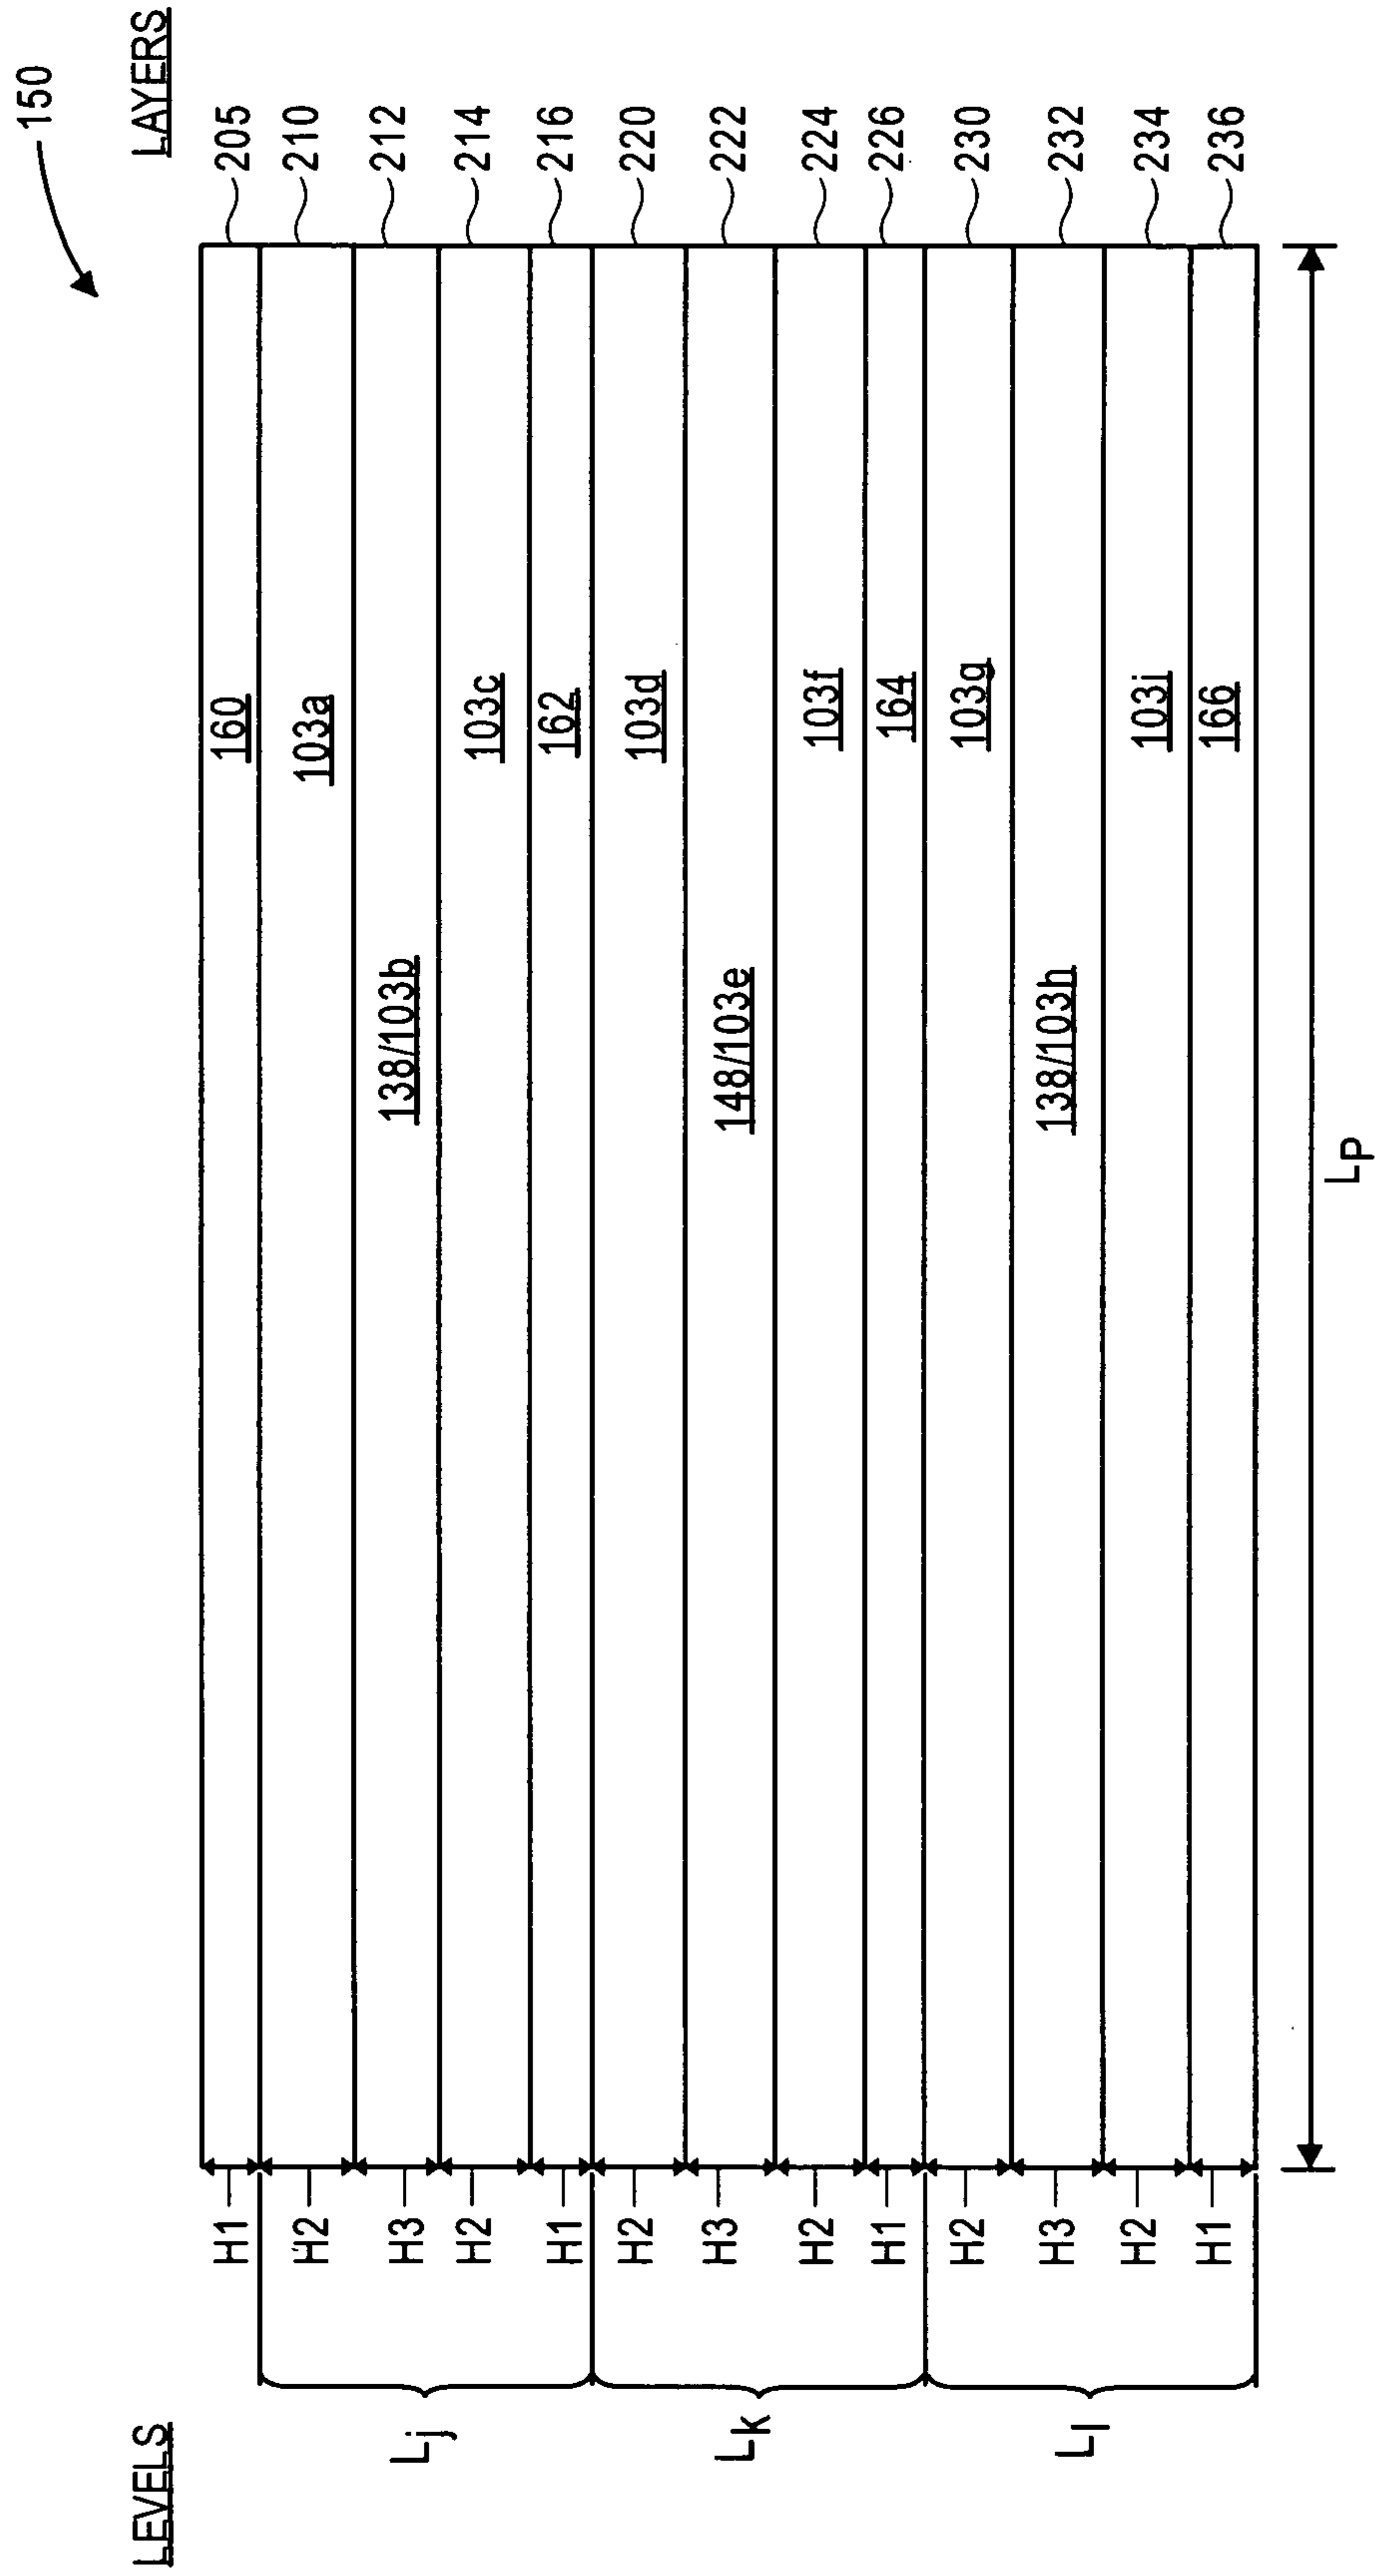 150
LEVELS LAYERS
H1 160 205
H2 103a 210
H3 138/103b 212
H2 103c 214
H1 162 216
Lj
H2 103d 220
H3 148/103e 222
H2 103f 224
H1 164 226
Lk
H2 103g 230
H3 138/103h 232
H2 103i 234
H1 166 236
Ll
LP